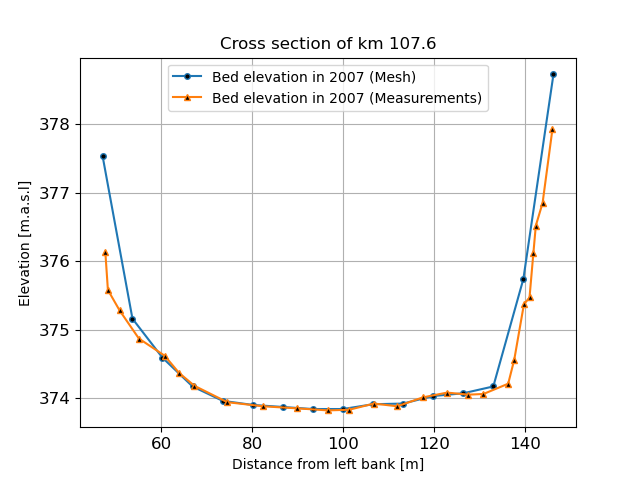 Cross section of km 107.6
Bed elevation in 2007 (Mesh)
Bed elevation in 2007 (Measurements)
Elevation [m.a.s.l]
378
377
376
375
374
60 80 100 120 140
Distance from left bank [m]